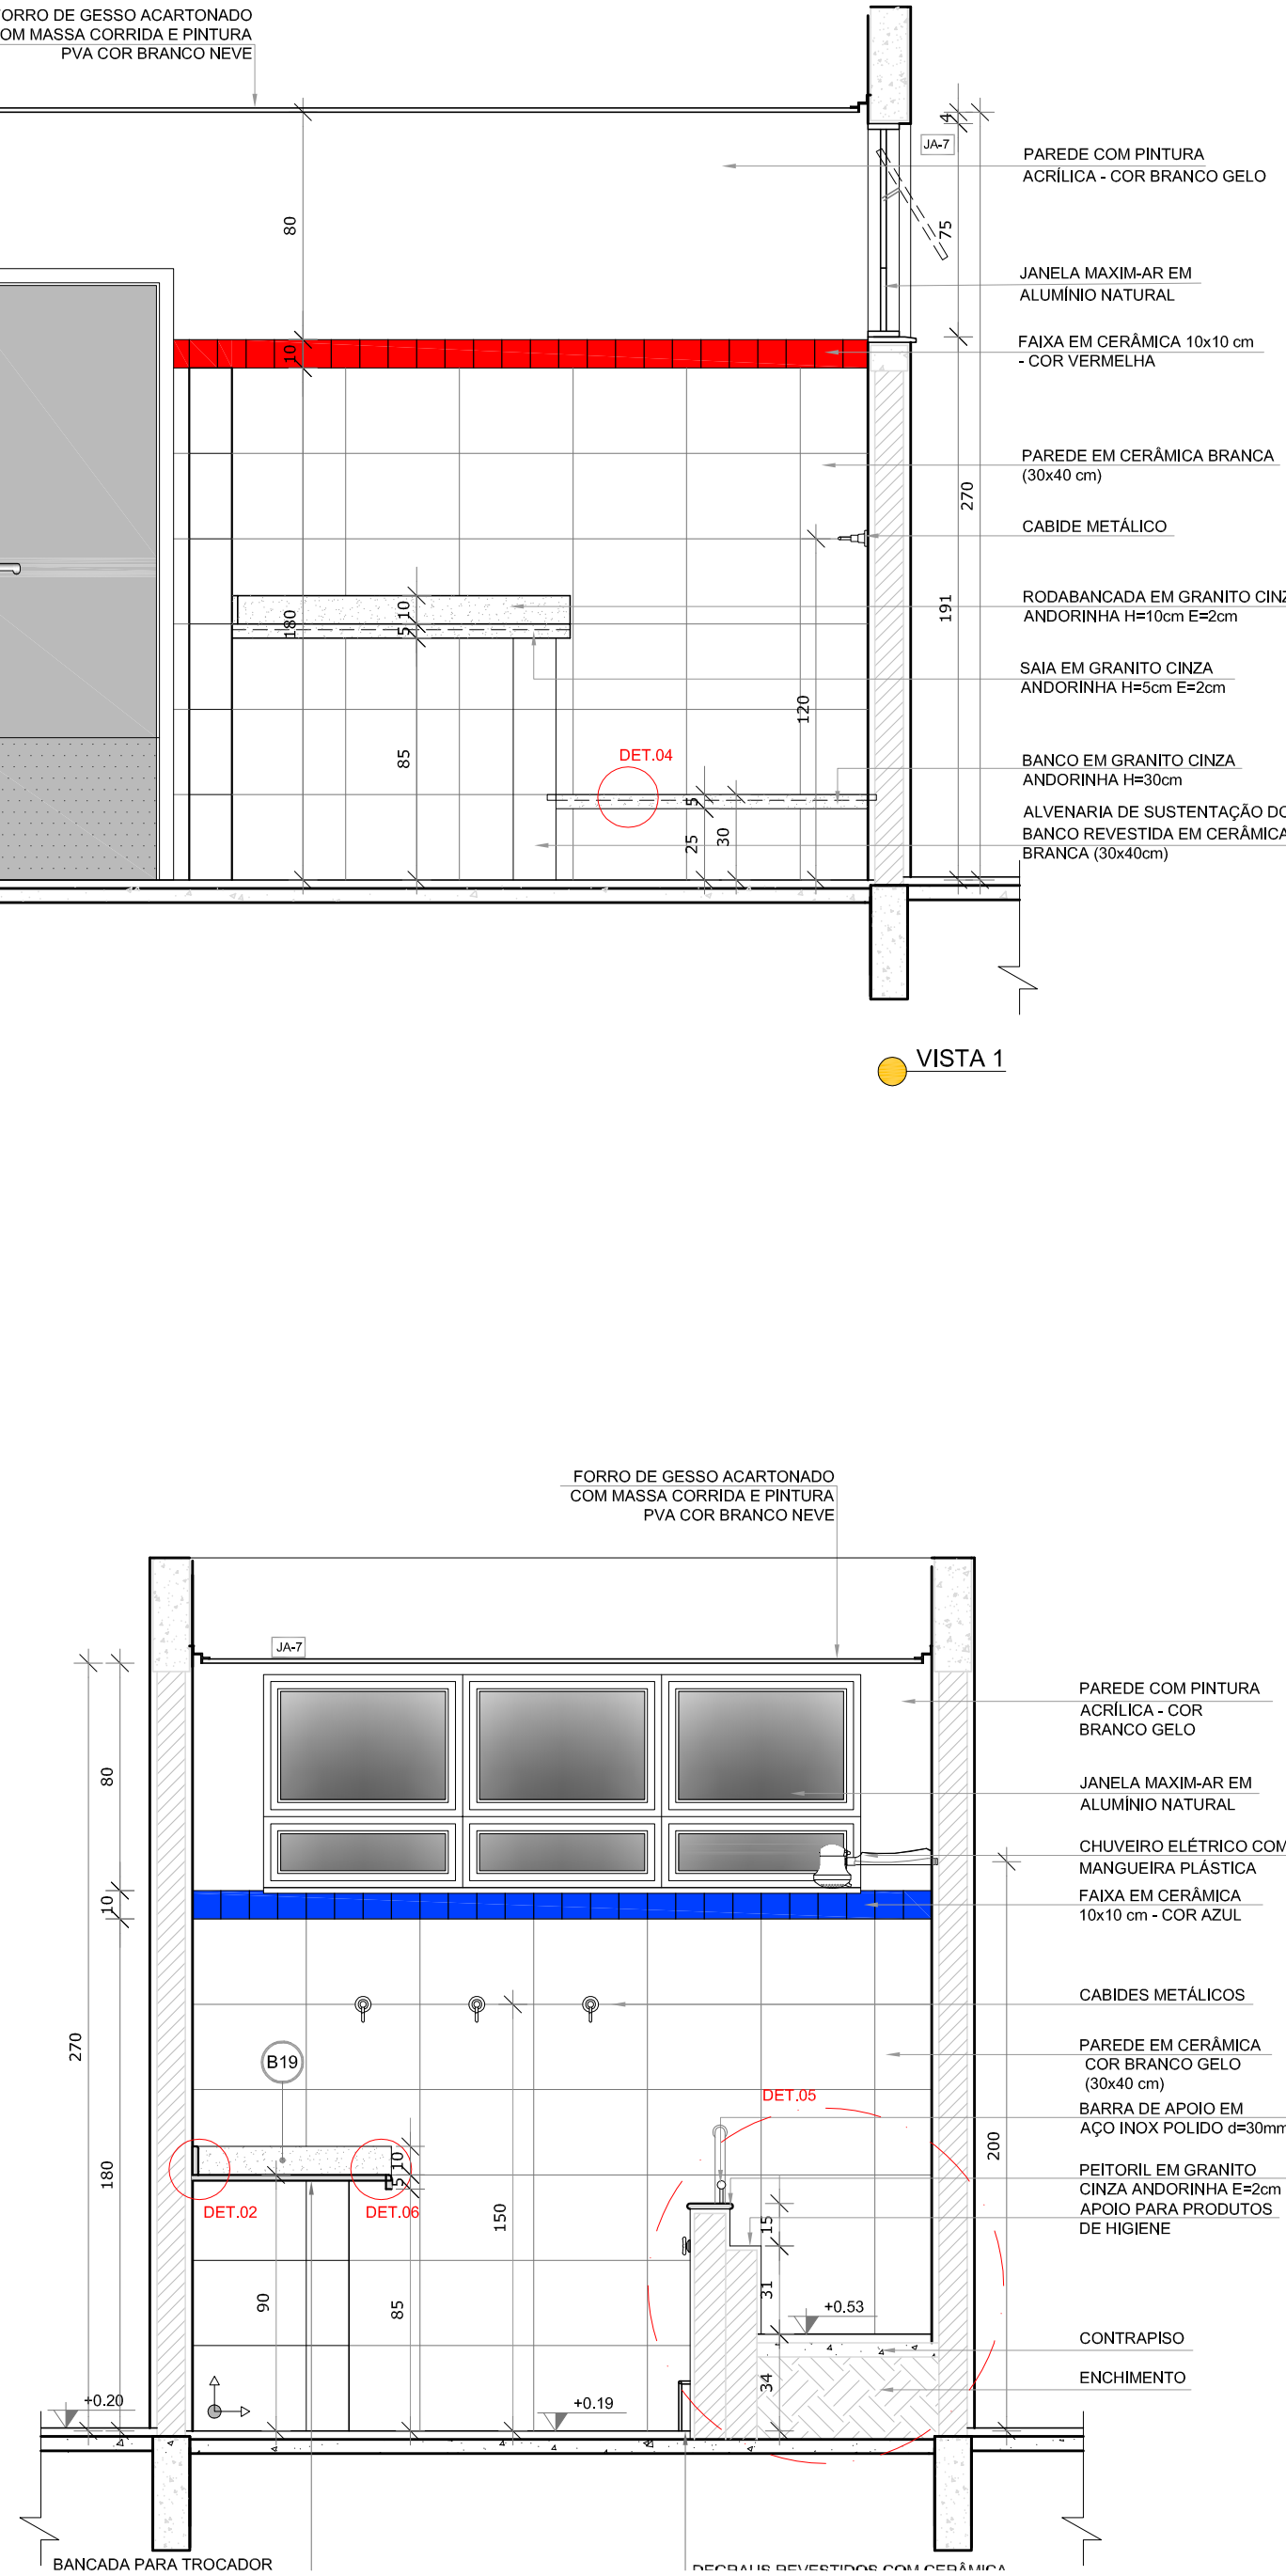 FORRO DE GESSO ACARTONADO
COM MASSA CORRIDA E PINTURA
PVA COR BRANCO NEVE
4
JA-7
PAREDE COM PINTURA
ACRÍLICA - COR BRANCO GELO
80
75
JANELA MAXIM-AR EM
ALUMÍNIO NATURAL
10
FAIXA EM CERÂMICA 10x10 cm
- COR VERMELHA
PAREDE EM CERÂMICA BRANCA
(30x40 cm)
270
CABIDE METÁLICO
180
10
5
191
RODABANCADA EM GRANITO CINZ
ANDORINHA H=10cm E=2cm
SAIA EM GRANITO CINZA
ANDORINHA H=5cm E=2cm
120
85
DET.04
BANCO EM GRANITO CINZA
ANDORINHA H=30cm
5
25
30
ALVENARIA DE SUSTENTAÇÃO DO
BANCO REVESTIDA EM CERÂMICA
BRANCA (30x40cm)
VISTA 1
FORRO DE GESSO ACARTONADO
COM MASSA CORRIDA E PINTURA
PVA COR BRANCO NEVE
JA-7
PAREDE COM PINTURA
ACRÍLICA - COR
BRANCO GELO
80
JANELA MAXIM-AR EM
ALUMÍNIO NATURAL
CHUVEIRO ELÉTRICO COM
MANGUEIRA PLÁSTICA
10
FAIXA EM CERÂMICA
10x10 cm - COR AZUL
CABIDES METÁLICOS
270
B19
PAREDE EM CERÂMICA
COR BRANCO GELO
(30x40 cm)
DET.05
BARRA DE APOIO EM
AÇO INOX POLIDO d=30mm
200
180
10
5
PEITORIL EM GRANITO
CINZA ANDORINHA E=2cm
DET.02
DET.06
150
15
APOIO PARA PRODUTOS
DE HIGIENE
90
85
31
+0.53
CONTRAPISO
34
ENCHIMENTO
+0.20
+0.19
BANCADA PARA TROCADOR
DEGRAUS REVESTIDOS COM CERÂMICA